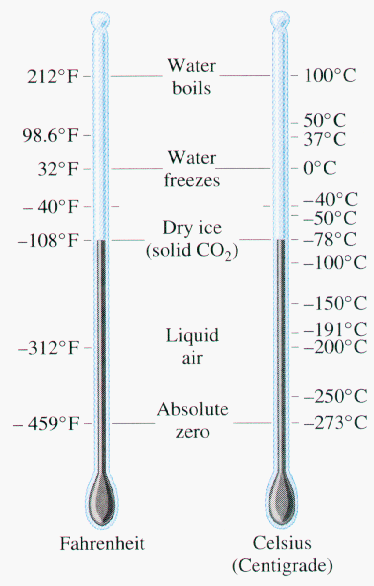 212°F
Water
boils
100°C
50°C
98.6°F
37°C
32°F
Water
freezes
0°C
–40°F
–40°C
–50°C
–108°F
Dry ice
(solid CO₂)
–78°C
–100°C
–150°C
–312°F
Liquid
air
–191°C
–200°C
–250°C
–459°F
Absolute
zero
–273°C
Fahrenheit
Celsius
(Centigrade)